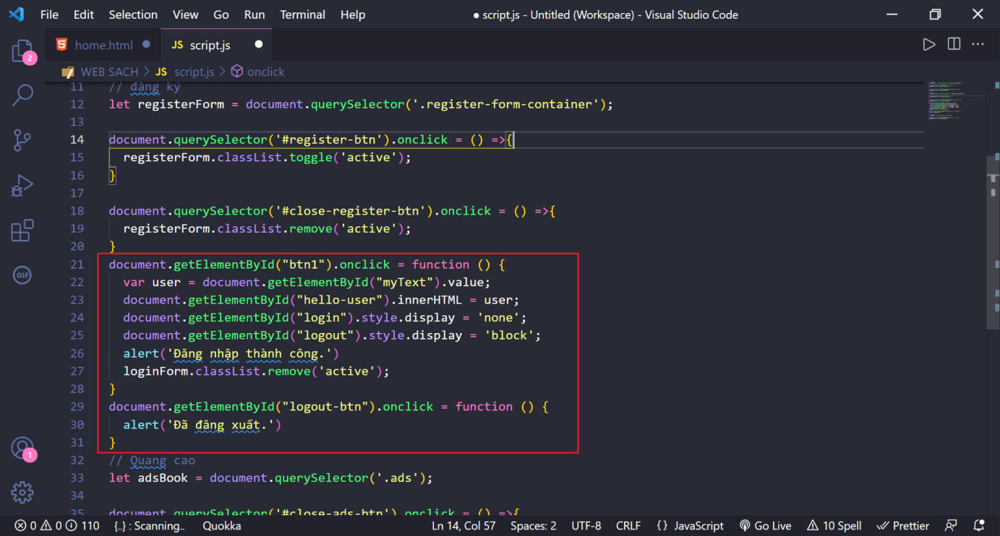 File Edit Selection View Go Run Terminal Help ● script.js - Untitled (Workspace) - Visual Studio Code
home.html JS script.js
WEB SACH > JS script.js > onclick
2
11 // đăng ký
12 let registerForm = document.querySelector('.register-form-container');
13
14 document.querySelector('#register-btn').onclick = () =>{
15 registerForm.classList.toggle('active');
16 }
17
18 document.querySelector('#close-register-btn').onclick = () =>{
19 registerForm.classList.remove('active');
20 }
21 document.getElementById("btn1").onclick = function () {
22 var user = document.getElementById("myText").value;
GIF
23 document.getElementById("hello-user").innerHTML = user;
24 document.getElementById("login").style.display = 'none';
25 document.getElementById("logout").style.display = 'block';
26 alert('Đăng nhập thành công.')
27 loginForm.classList.remove('active');
28 }
29 document.getElementById("logout-btn").onclick = function () {
30 alert('Đã đăng xuất.')
31 }
1
32 // Quang cao
33 let adsBook = document.querySelector('.ads');
34
35 document.querySelector('#close-ads-btn').onclick = () =>{
0 0 110 {..} : Scanning.. Quokka Ln 14, Col 57 Spaces: 2 UTF-8 CRLF {} JavaScript Go Live 10 Spell Prettier